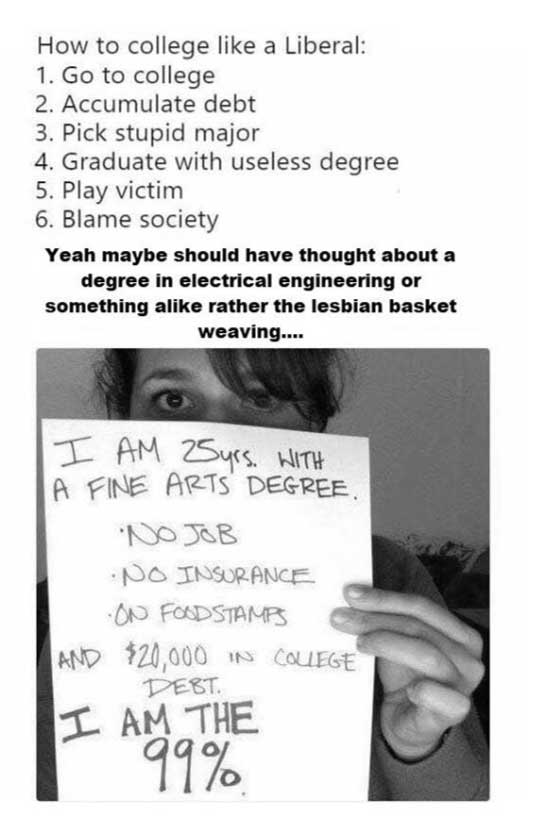 How to college like a Liberal:
1. Go to college
2. Accumulate debt
3. Pick stupid major
4. Graduate with useless degree
5. Play victim
6. Blame society
Yeah maybe should have thought about a
degree in electrical engineering or
something alike rather the lesbian basket
weaving....
I AM 25yrs. WITH
A FINE ARTS DEGREE.
·NO JOB
·NO INSURANCE
·ON FOODSTAMPS
AND $20,000 IN COLLEGE
DEBT.
I AM THE
99%.